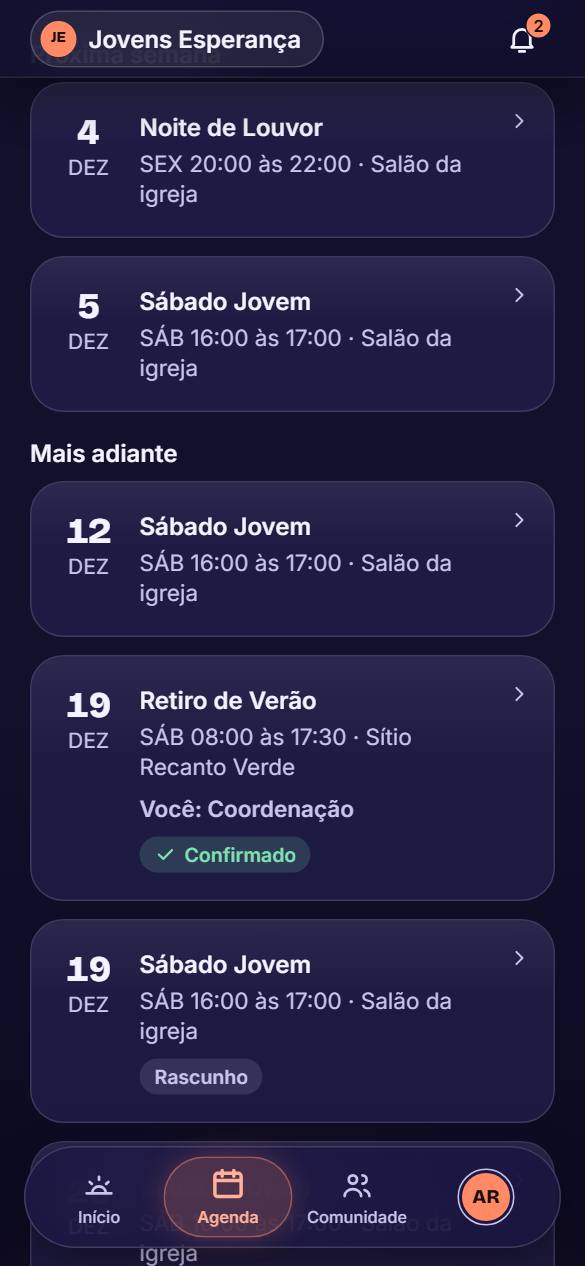 JE Jovens Esperança
2
Próxima semana
4
DEZ
Noite de Louvor
SEX 20:00 às 22:00 · Salão da
igreja
5
DEZ
Sábado Jovem
SÁB 16:00 às 17:00 · Salão da
igreja
Mais adiante
12
DEZ
Sábado Jovem
SÁB 16:00 às 17:00 · Salão da
igreja
19
DEZ
Retiro de Verão
SÁB 08:00 às 17:30 · Sítio
Recanto Verde
Você: Coordenação
Confirmado
19
DEZ
Sábado Jovem
SÁB 16:00 às 17:00 · Salão da
igreja
Rascunho
DEZ
igreja
Início
Agenda
Comunidade
AR